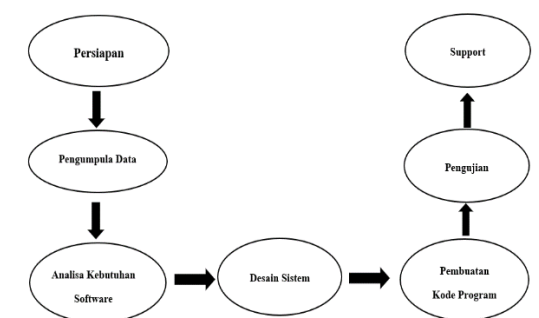 Persiapan
Pengumpula Data
Analisa Kebutuhan
Software
Desain Sistem
Pembuatan
Kode Program
Pengujian
Support